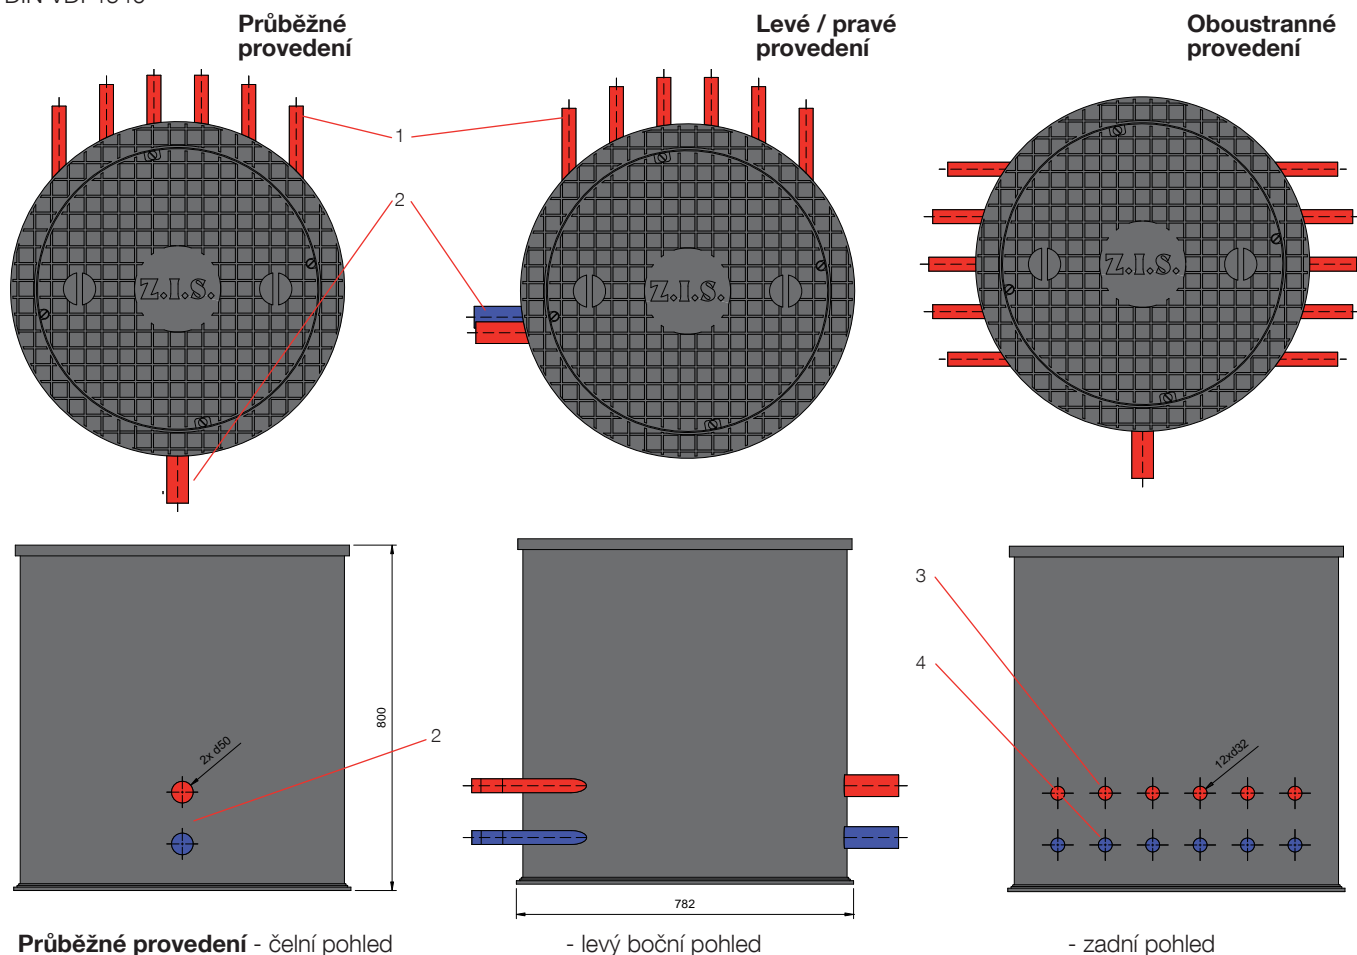 Průběžné
provedení
Levé / pravé
provedení
Oboustranné
provedení
1
2
Z.I.S.
Z.I.S.
Z.I.S.
3
4
800
2x d50
2
12xd32
782
Průběžné provedení - čelní pohled
- levý boční pohled
- zadní pohled